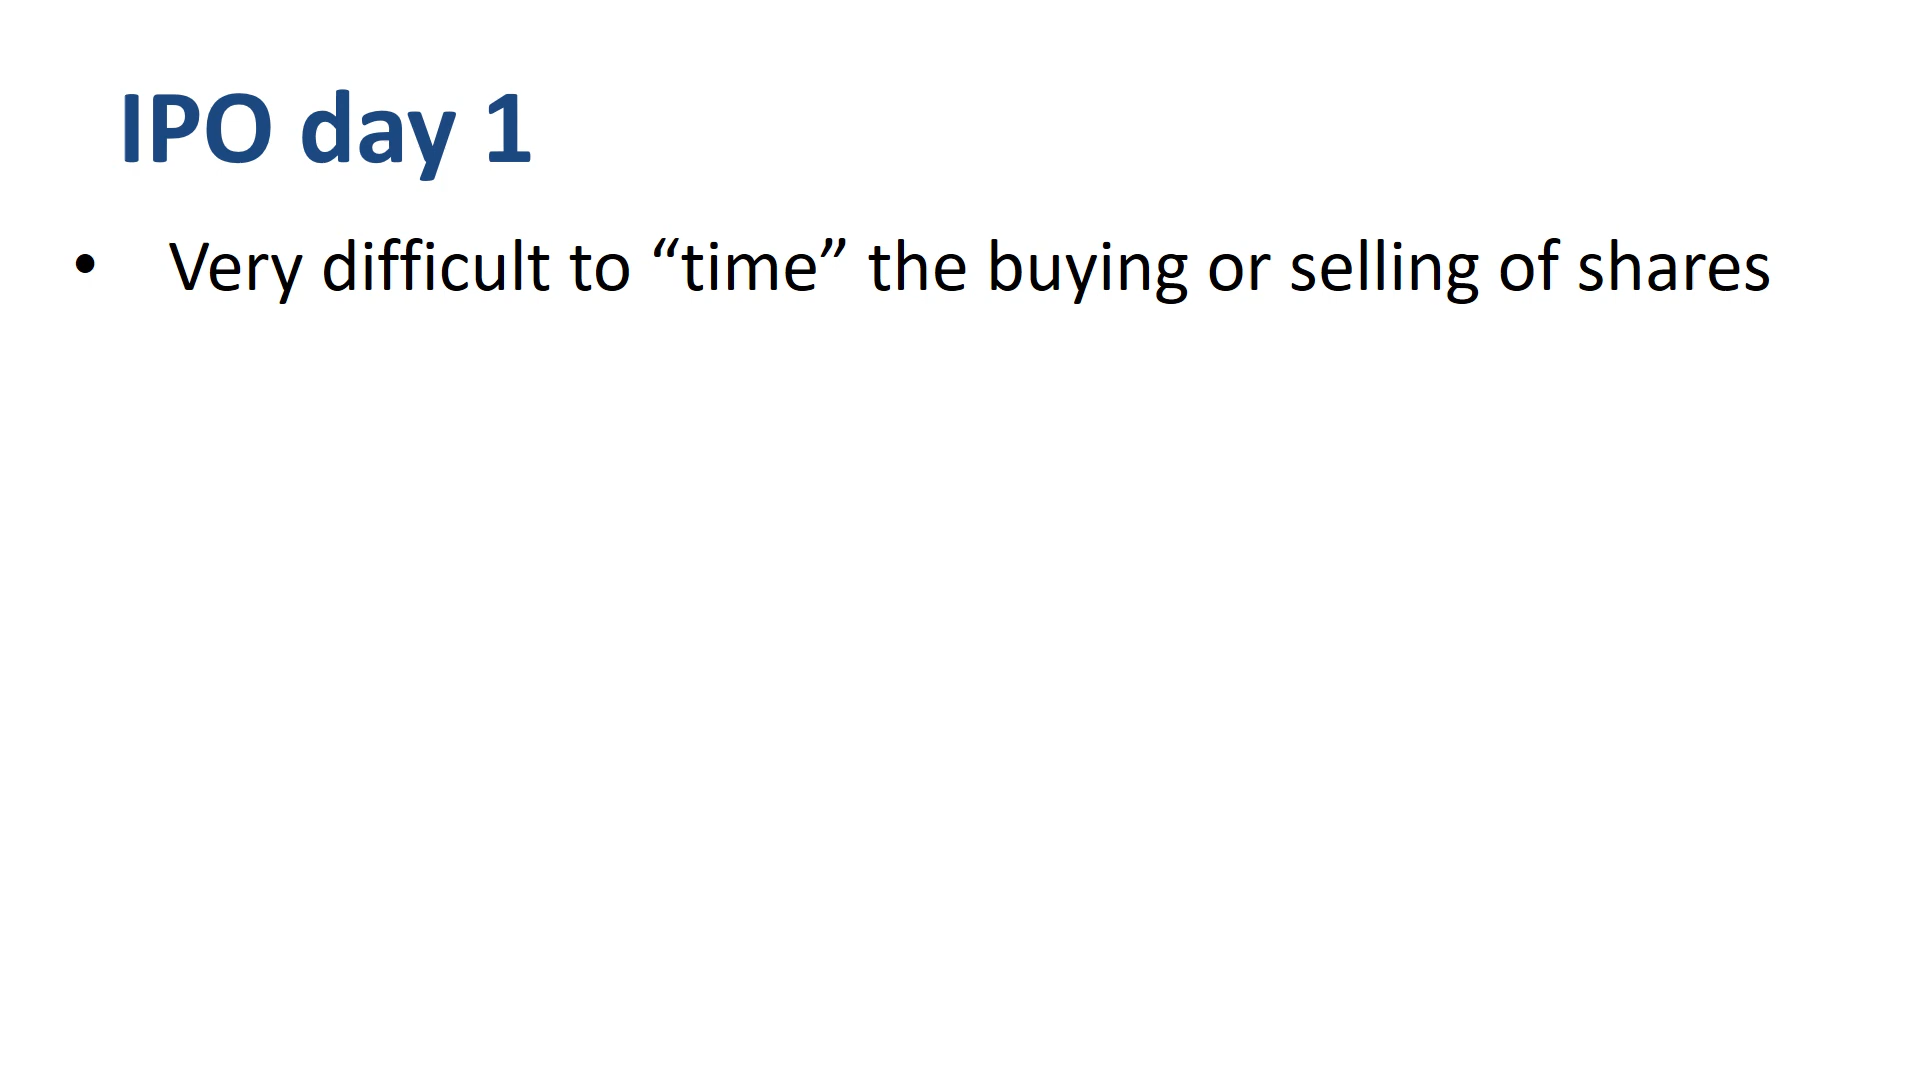 IPO day 1
• Very difficult to “time” the buying or selling of shares